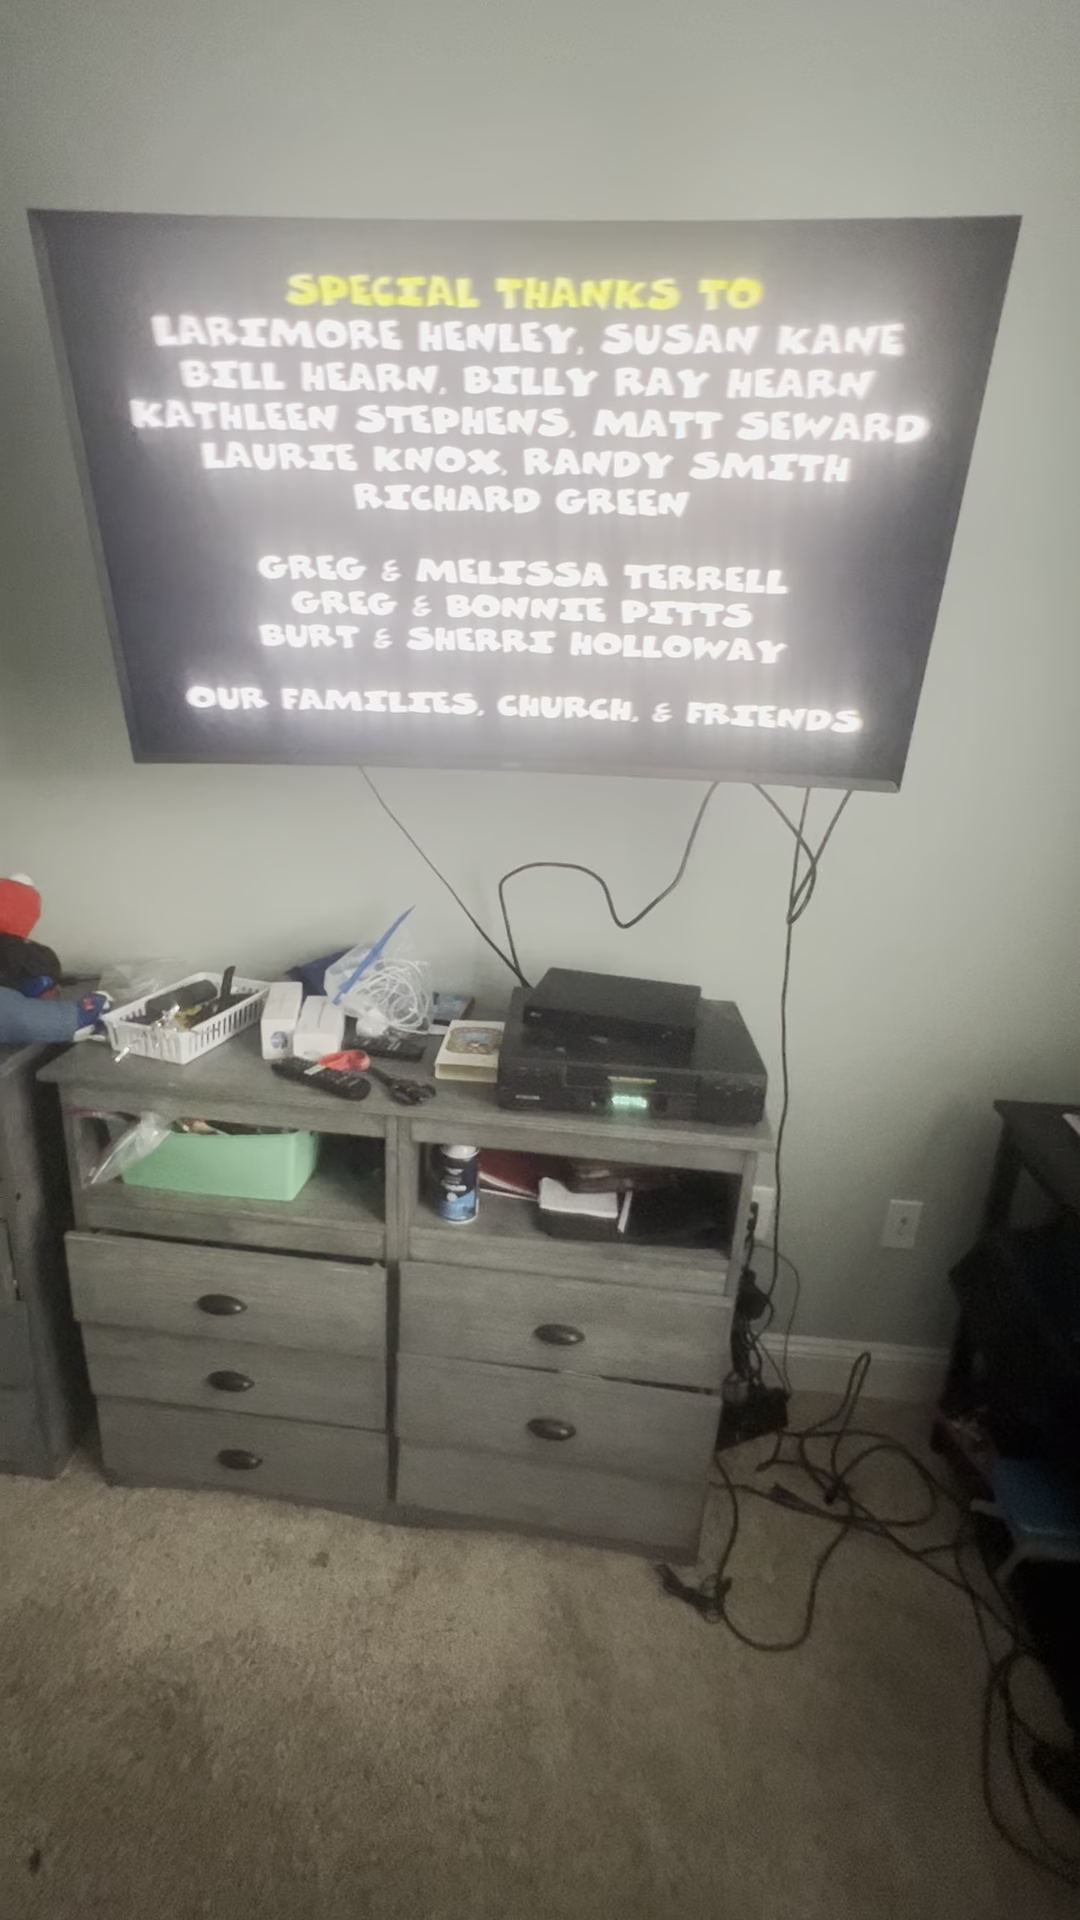 SPECIAL THANKS TO
LARIMORE HENLEY, SUSAN KANE
BILL HEARN, BILLY RAY HEARN
KATHLEEN STEPHENS, MATT SEWARD
LAURIE KNOX, RANDY SMITH
RICHARD GREEN
GREG & MELISSA TERRELL
GREG & BONNIE PITTS
BURT & SHERRI HOLLOWAY
OUR FAMILIES, CHURCH, & FRIENDS